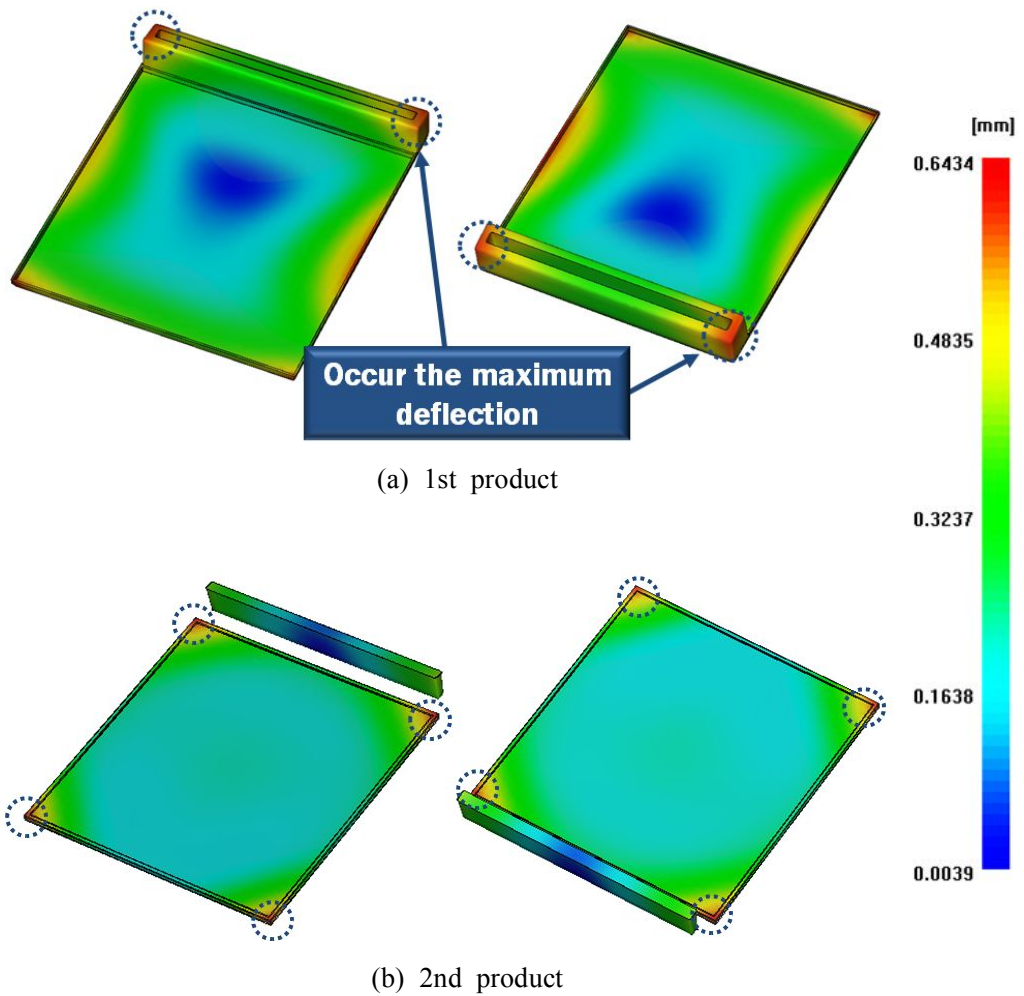 [mm]
0.6434
0.4835
0.3237
0.1638
0.0039
Occur the maximum
deflection
(a) 1st product
(b) 2nd product